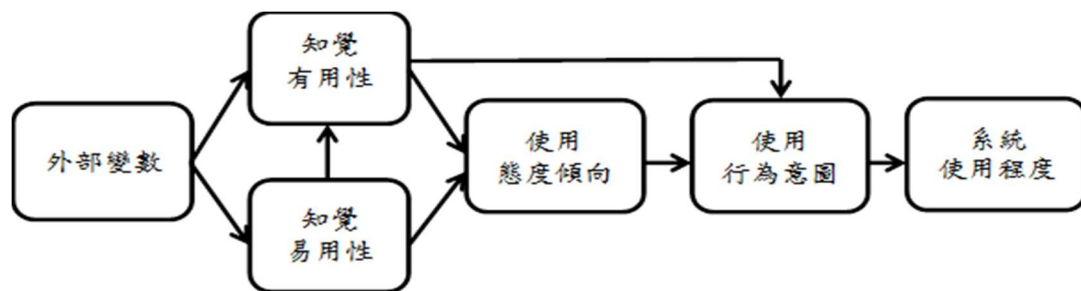 知覺
有用性
外部變數
知覺
易用性
使用
態度傾向
使用
行為意圖
系統
使用程度